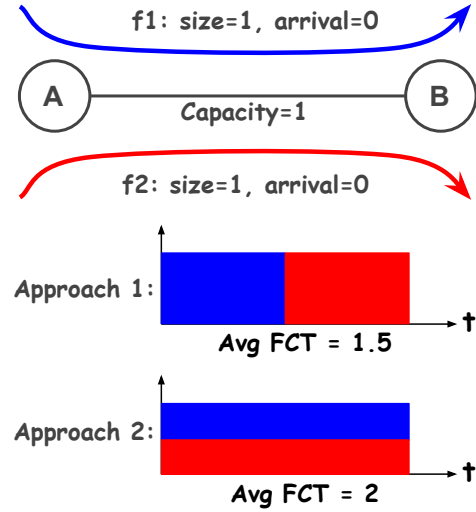 f1: size=1, arrival=0
A
B
Capacity=1
f2: size=1, arrival=0
Approach 1:
t
Avg FCT = 1.5
Approach 2:
t
Avg FCT = 2